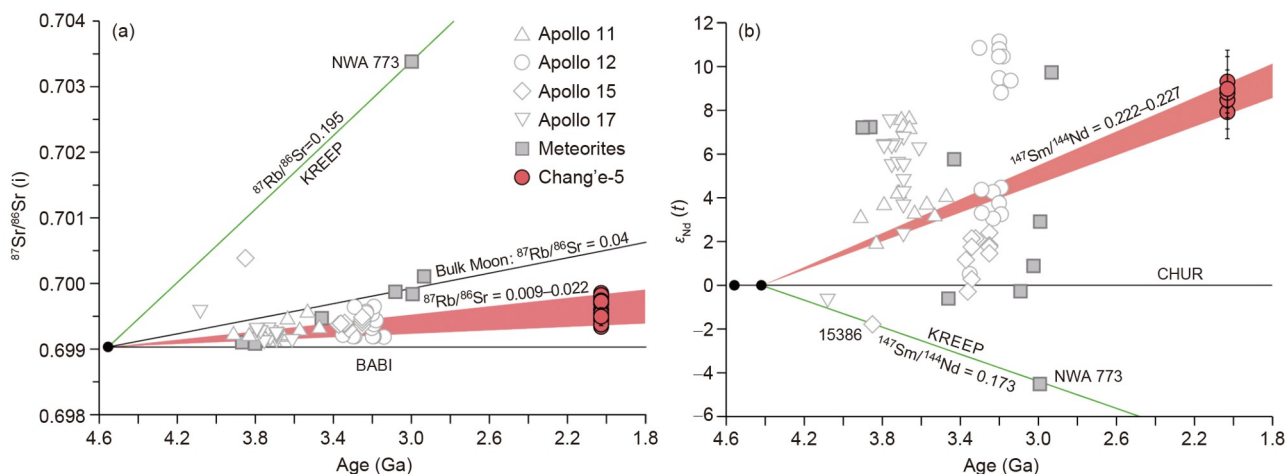 (a)
0.704
0.703
0.702
0.701
0.700
0.699
0.698
⁸⁷Sr/⁸⁶Sr (i)
NWA 773
⁸⁷Rb/⁸⁶Sr=0.195
KREEP
Bulk Moon: ⁸⁷Rb/⁸⁶Sr = 0.04
⁸⁷Rb/⁸⁶Sr = 0.009–0.022
BABI
Apollo 11
Apollo 12
Apollo 15
Apollo 17
Meteorites
Chang’e-5
4.6 4.2 3.8 3.4 3.0 2.6 2.2 1.8
Age (Ga)
(b)
12
10
8
6
4
2
0
−2
−4
−6
εNd (t)
¹⁴⁷Sm/¹⁴⁴Nd = 0.222–0.227
CHUR
15386
KREEP
¹⁴⁷Sm/¹⁴⁴Nd = 0.173
NWA 773
4.6 4.2 3.8 3.4 3.0 2.6 2.2 1.8
Age (Ga)